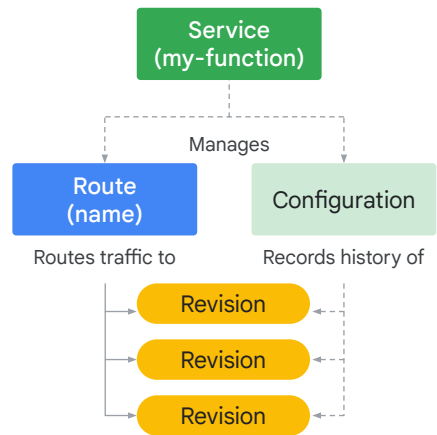 Service
(my-function)
Manages
Route
(name)
Configuration
Routes traffic to
Records history of
Revision
Revision
Revision